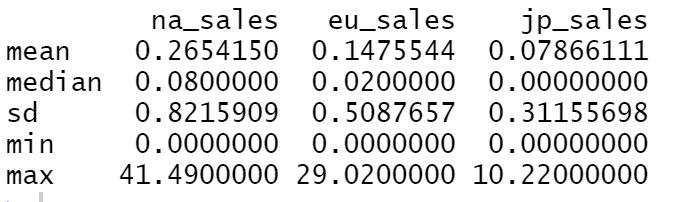 na_sales eu_sales jp_sales
mean 0.2654150 0.1475544 0.07866111
median 0.0800000 0.0200000 0.00000000
sd 0.8215909 0.5087657 0.31155698
min 0.0000000 0.0000000 0.00000000
max 41.4900000 29.0200000 10.22000000